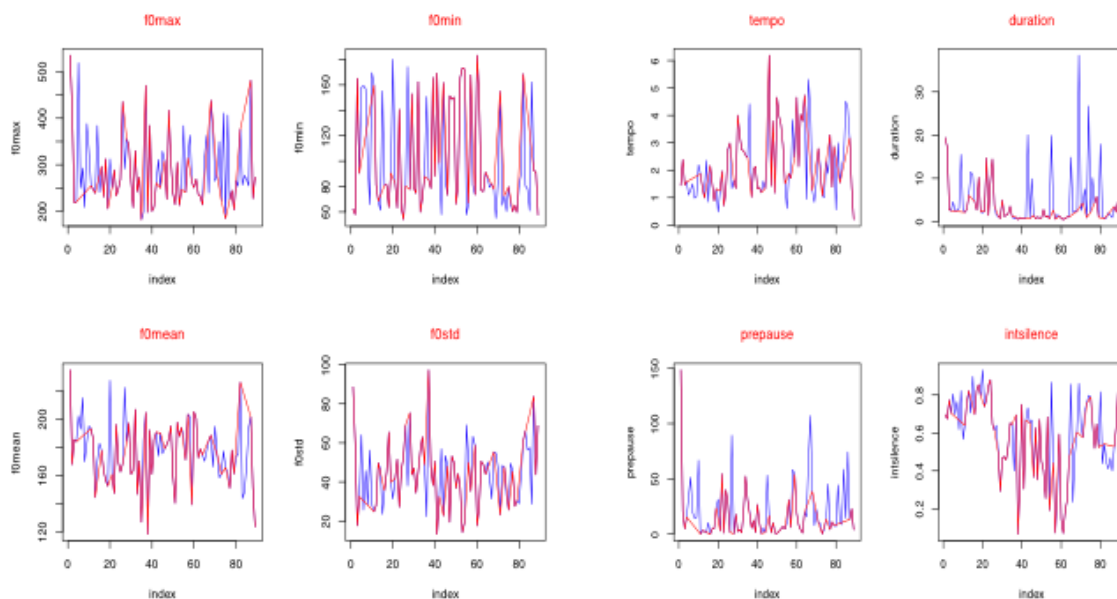 f0max f0min tempo duration
f0max
500
400
300
200
0 20 40 60 80
index
f0min
160
120
80
60
0 20 40 60 80
index
tempo
6
5
4
3
2
1
0
0 20 40 60 80
index
duration
30
20
10
0
0 20 40 60 80
index
f0mean f0std prepause intsilence
f0mean
200
160
120
0 20 40 60 80
index
f0std
100
80
60
40
20
0 20 40 60 80
index
prepause
150
100
50
0
0 20 40 60 80
index
intsilence
0.8
0.6
0.4
0.2
0 20 40 60 80
index